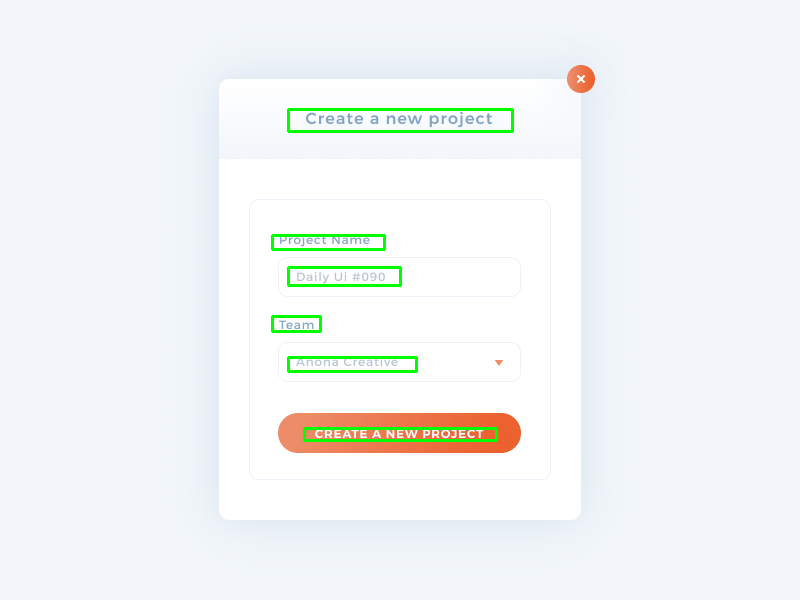 Create a new project
Project Name
Daily Ui #090
Team
Ahona Creative
CREATE A NEW PROJECT